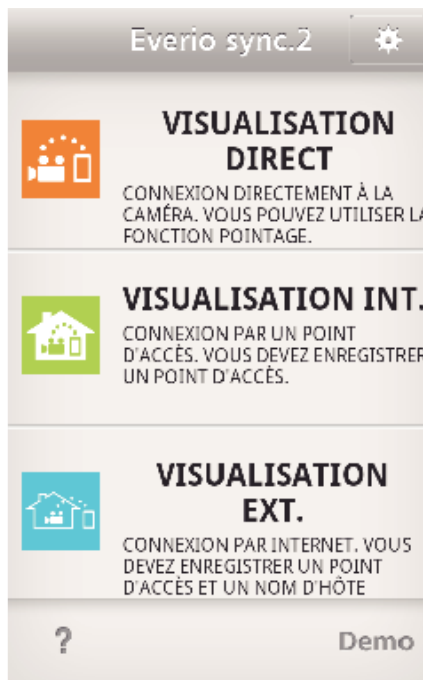 Everio sync.2
VISUALISATION
DIRECT
CONNEXION DIRECTEMENT À LA
CAMÉRA. VOUS POUVEZ UTILISER LA
FONCTION POINTAGE.
VISUALISATION INT.
CONNEXION PAR UN POINT
D'ACCÈS. VOUS DEVEZ ENREGISTRER
UN POINT D'ACCÈS.
VISUALISATION
EXT.
CONNEXION PAR INTERNET. VOUS
DEVEZ ENREGISTRER UN POINT
D'ACCÈS ET UN NOM D'HÔTE
? Demo